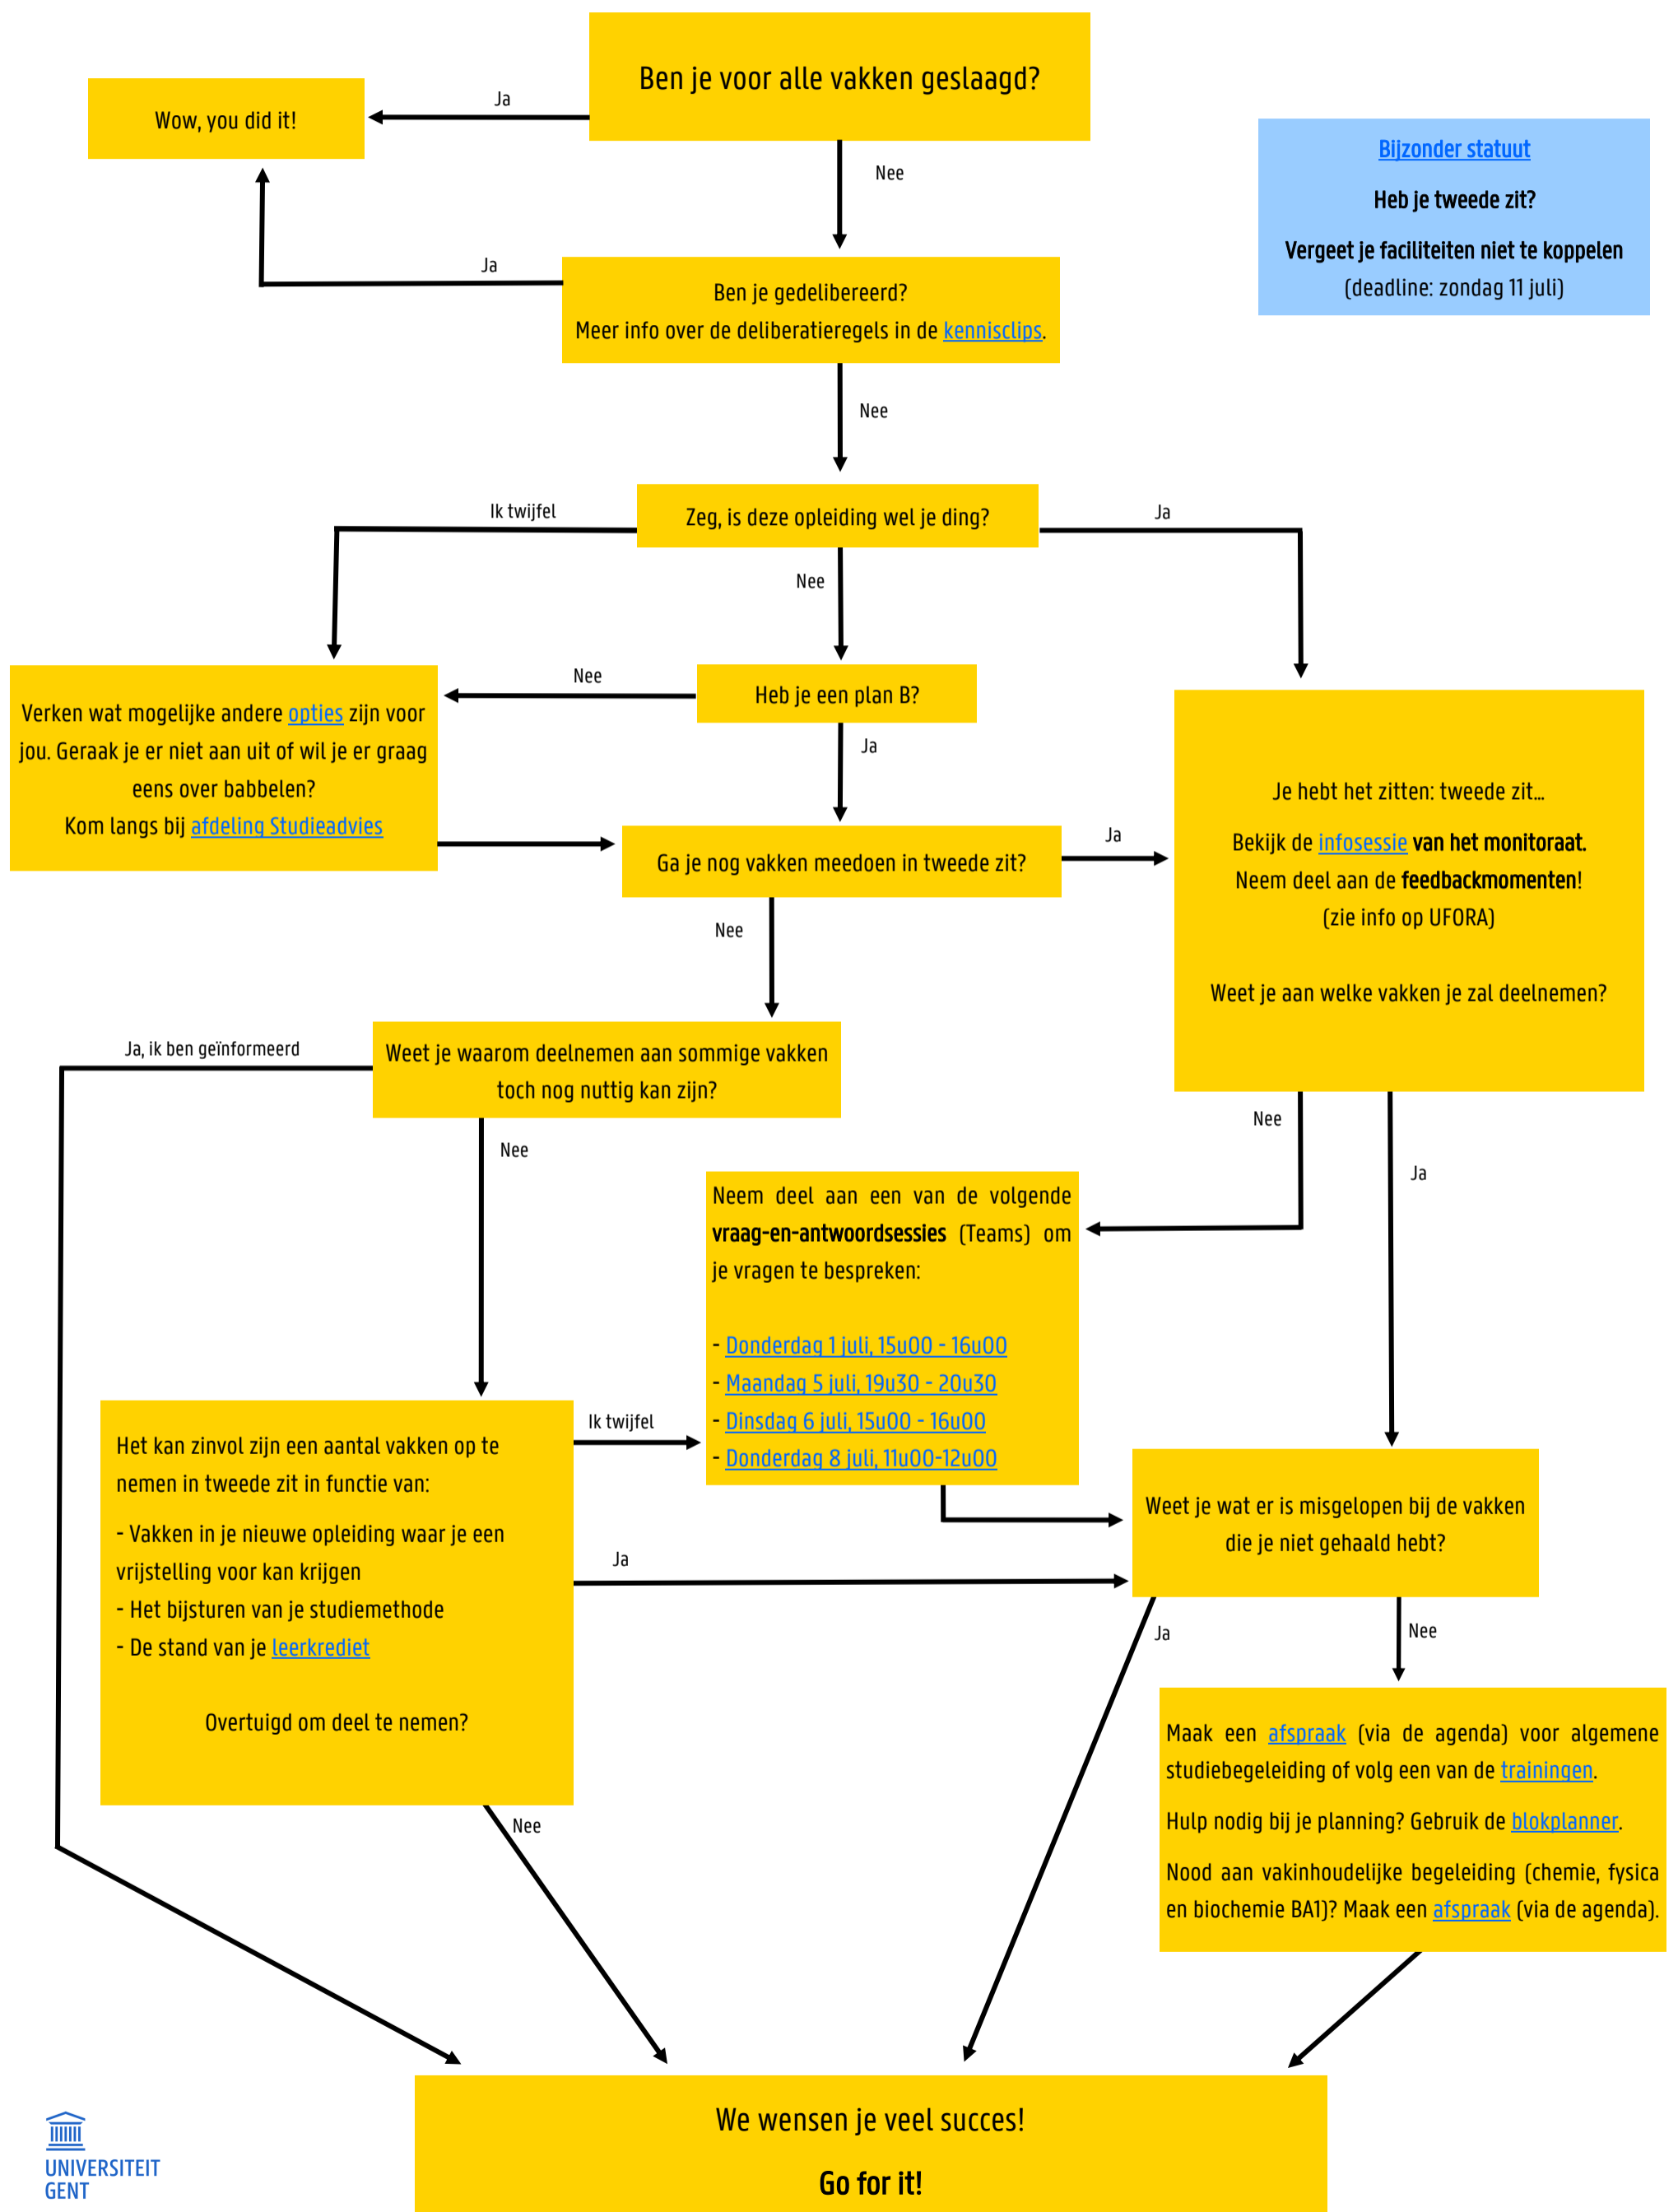 Ben je voor alle vakken geslaagd?
Ja
Wow, you did it!
Nee
Bijzonder statuut
Heb je tweede zit?
Vergeet je faciliteiten niet te koppelen
(deadline: zondag 11 juli)
Ja
Ben je gedelibereerd?
Meer info over de deliberatieregels in de kennisclips.
Nee
Ik twijfel
Zeg, is deze opleiding wel je ding?
Ja
Nee
Nee
Heb je een plan B?
Ja
Verken wat mogelijke andere opties zijn voor
jou. Geraak je er niet aan uit of wil je er graag
eens over babbelen?
Kom langs bij afdeling Studieadvies
Ga je nog vakken meedoen in tweede zit?
Ja
Nee
Je hebt het zitten: tweede zit...
Bekijk de infosessie van het monitoraat.
Neem deel aan de feedbackmomenten!
(zie info op UFORA)
Weet je aan welke vakken je zal deelnemen?
Ja, ik ben geïnformeerd
Weet je waarom deelnemen aan sommige vakken
toch nog nuttig kan zijn?
Nee
Nee
Ja
Neem deel aan een van de volgende
vraag-en-antwoordsessies (Teams) om
je vragen te bespreken:
- Donderdag 1 juli, 15u00 - 16u00
- Maandag 5 juli, 19u30 - 20u30
- Dinsdag 6 juli, 15u00 - 16u00
- Donderdag 8 juli, 11u00-12u00
Het kan zinvol zijn een aantal vakken op te
nemen in tweede zit in functie van:
- Vakken in je nieuwe opleiding waar je een
vrijstelling voor kan krijgen
- Het bijsturen van je studiemethode
- De stand van je leerkrediet
Overtuigd om deel te nemen?
Ik twijfel
Ja
Nee
Weet je wat er is misgelopen bij de vakken
die je niet gehaald hebt?
Ja
Nee
Maak een afspraak (via de agenda) voor algemene
studiebegeleiding of volg een van de trainingen.
Hulp nodig bij je planning? Gebruik de blokplanner.
Nood aan vakinhoudelijke begeleiding (chemie, fysica
en biochemie BA1)? Maak een afspraak (via de agenda).
We wensen je veel succes!
Go for it!
UNIVERSITEIT
GENT